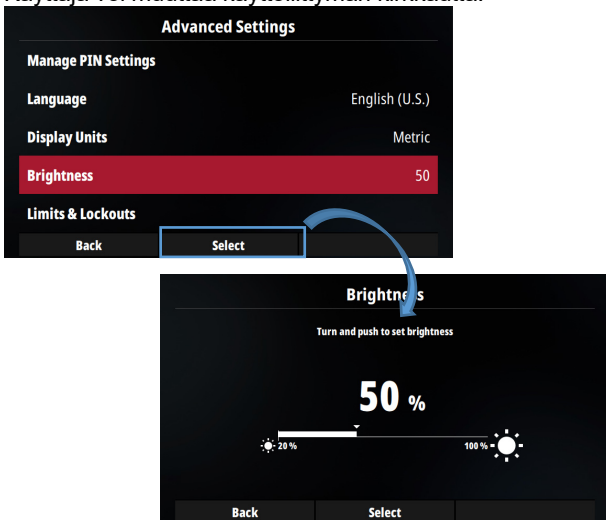 Advanced Settings
Manage PIN Settings
Language English (U.S.)
Display Units Metric
Brightness 50
Limits & Lockouts
Back Select
Brightness
Turn and push to set brightness
50 %
20 % 100 %
Back Select